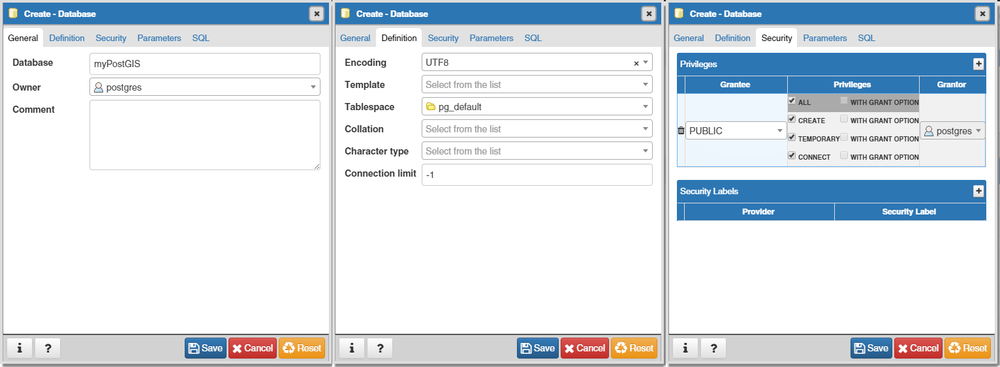 Create - Database
General Definition Security Parameters SQL
Database myPostGIS
Owner postgres
Comment
i ? Save Cancel Reset
Create - Database
General Definition Security Parameters SQL
Encoding UTF8
Template Select from the list
Tablespace pg_default
Collation Select from the list
Character type Select from the list
Connection limit -1
i ? Save Cancel Reset
Create - Database
General Definition Security Parameters SQL
Privileges
Grantee Privileges Grantor
ALL WITH GRANT OPTION
CREATE WITH GRANT OPTION
PUBLIC postgres
TEMPORARY WITH GRANT OPTION
CONNECT WITH GRANT OPTION
Security Labels
Provider Security Label
i ? Save Cancel Reset